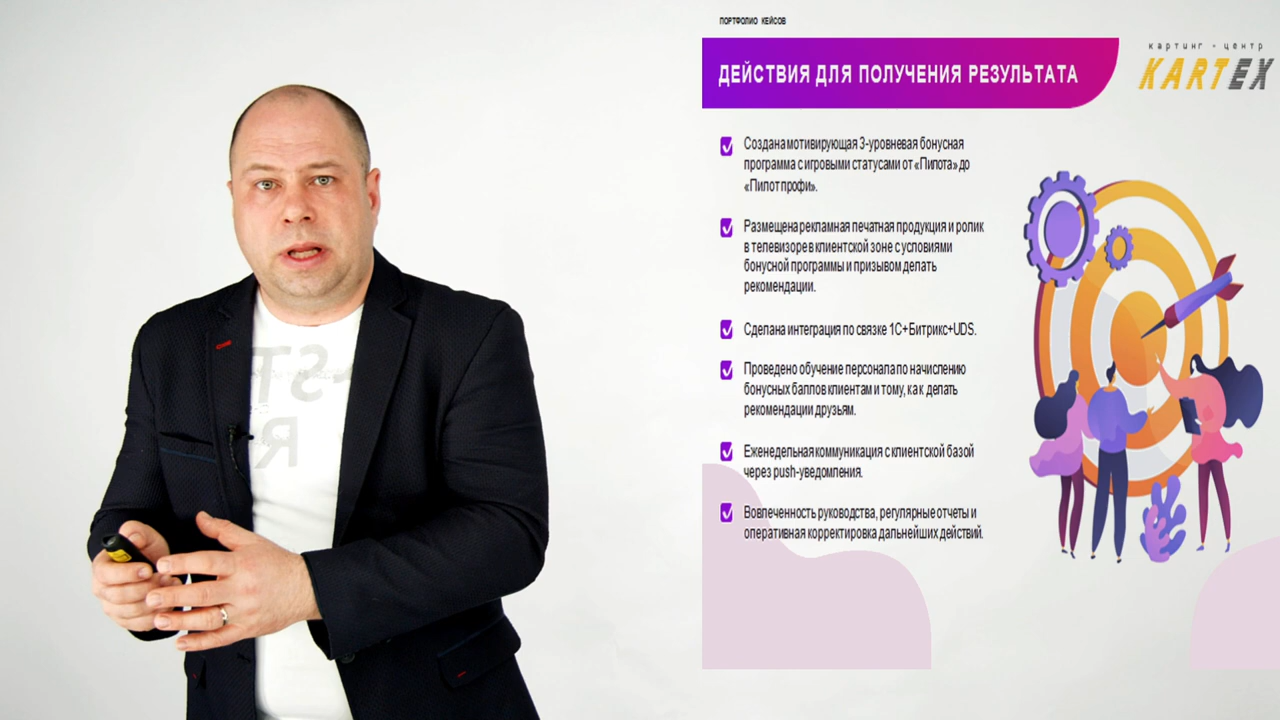 ПОРТФОЛИО КЕЙСОВ
ДЕЙСТВИЯ ДЛЯ ПОЛУЧЕНИЯ РЕЗУЛЬТАТА
картинг - центр
KARTEX
Создана мотивирующая 3-уровневая бонусная
программа с игровыми статусами от «Пилота» до
«Пилот профи».
Размещена рекламная печатная продукция и ролик
в телевизоре в клиентской зоне с условиями
бонусной программы и призывом делать
рекомендации.
Сделана интеграция по связке 1С+Битрикс+UDS.
Проведено обучение персонала по начислению
бонусных баллов клиентам и тому, как делать
рекомендации друзьям.
Еженедельная коммуникация с клиентской базой
через push-уведомления.
Вовлеченность руководства, регулярные отчеты и
оперативная корректировка дальнейших действий.